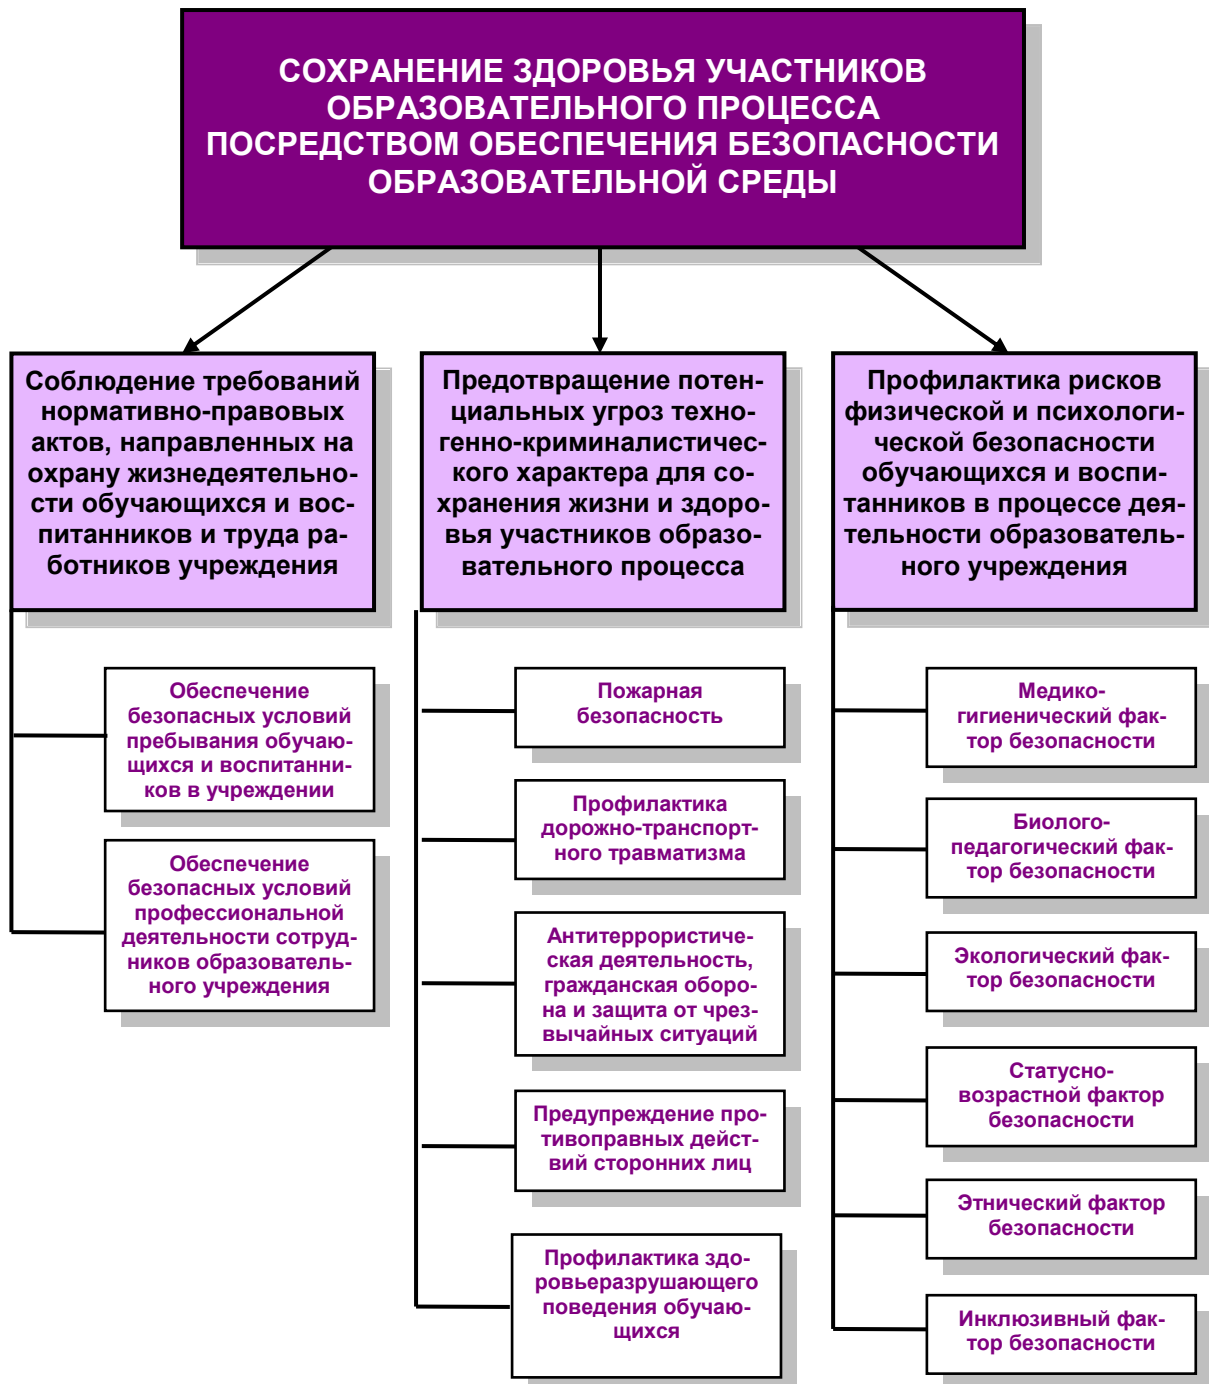 СОХРАНЕНИЕ ЗДОРОВЬЯ УЧАСТНИКОВ
ОБРАЗОВАТЕЛЬНОГО ПРОЦЕССА
ПОСРЕДСТВОМ ОБЕСПЕЧЕНИЯ БЕЗОПАСНОСТИ
ОБРАЗОВАТЕЛЬНОЙ СРЕДЫ
Соблюдение требований
нормативно-правовых
актов, направленных на
охрану жизнедеятельно-
сти обучающихся и вос-
питанников и труда ра-
ботников учреждения
Обеспечение
безопасных условий
пребывания обучаю-
щихся и воспитанни-
ков в учреждении
Обеспечение
безопасных условий
профессиональной
деятельности сотруд-
ников образователь-
ного учреждения
Предотвращение потен-
циальных угроз техно-
генно-криминалистичес-
кого характера для со-
хранения жизни и здоро-
вья участников образо-
вательного процесса
Пожарная
безопасность
Профилактика
дорожно-транспорт-
ного травматизма
Антитеррористиче-
ская деятельность,
гражданская оборо-
на и защита от чрез-
вычайных ситуаций
Предупреждение про-
тивоправных дейст-
вий сторонних лиц
Профилактика здо-
ровьеразрушающего
поведения обучаю-
щихся
Профилактика рисков
физической и психологи-
ческой безопасности
обучающихся и воспи-
танников в процессе дея-
тельности образователь-
ного учреждения
Медико-
гигиенический фак-
тор безопасности
Биолого-
педагогический фак-
тор безопасности
Экологический фак-
тор безопасности
Статусно-
возрастной фактор
безопасности
Этнический фактор
безопасности
Инклюзивный фак-
тор безопасности